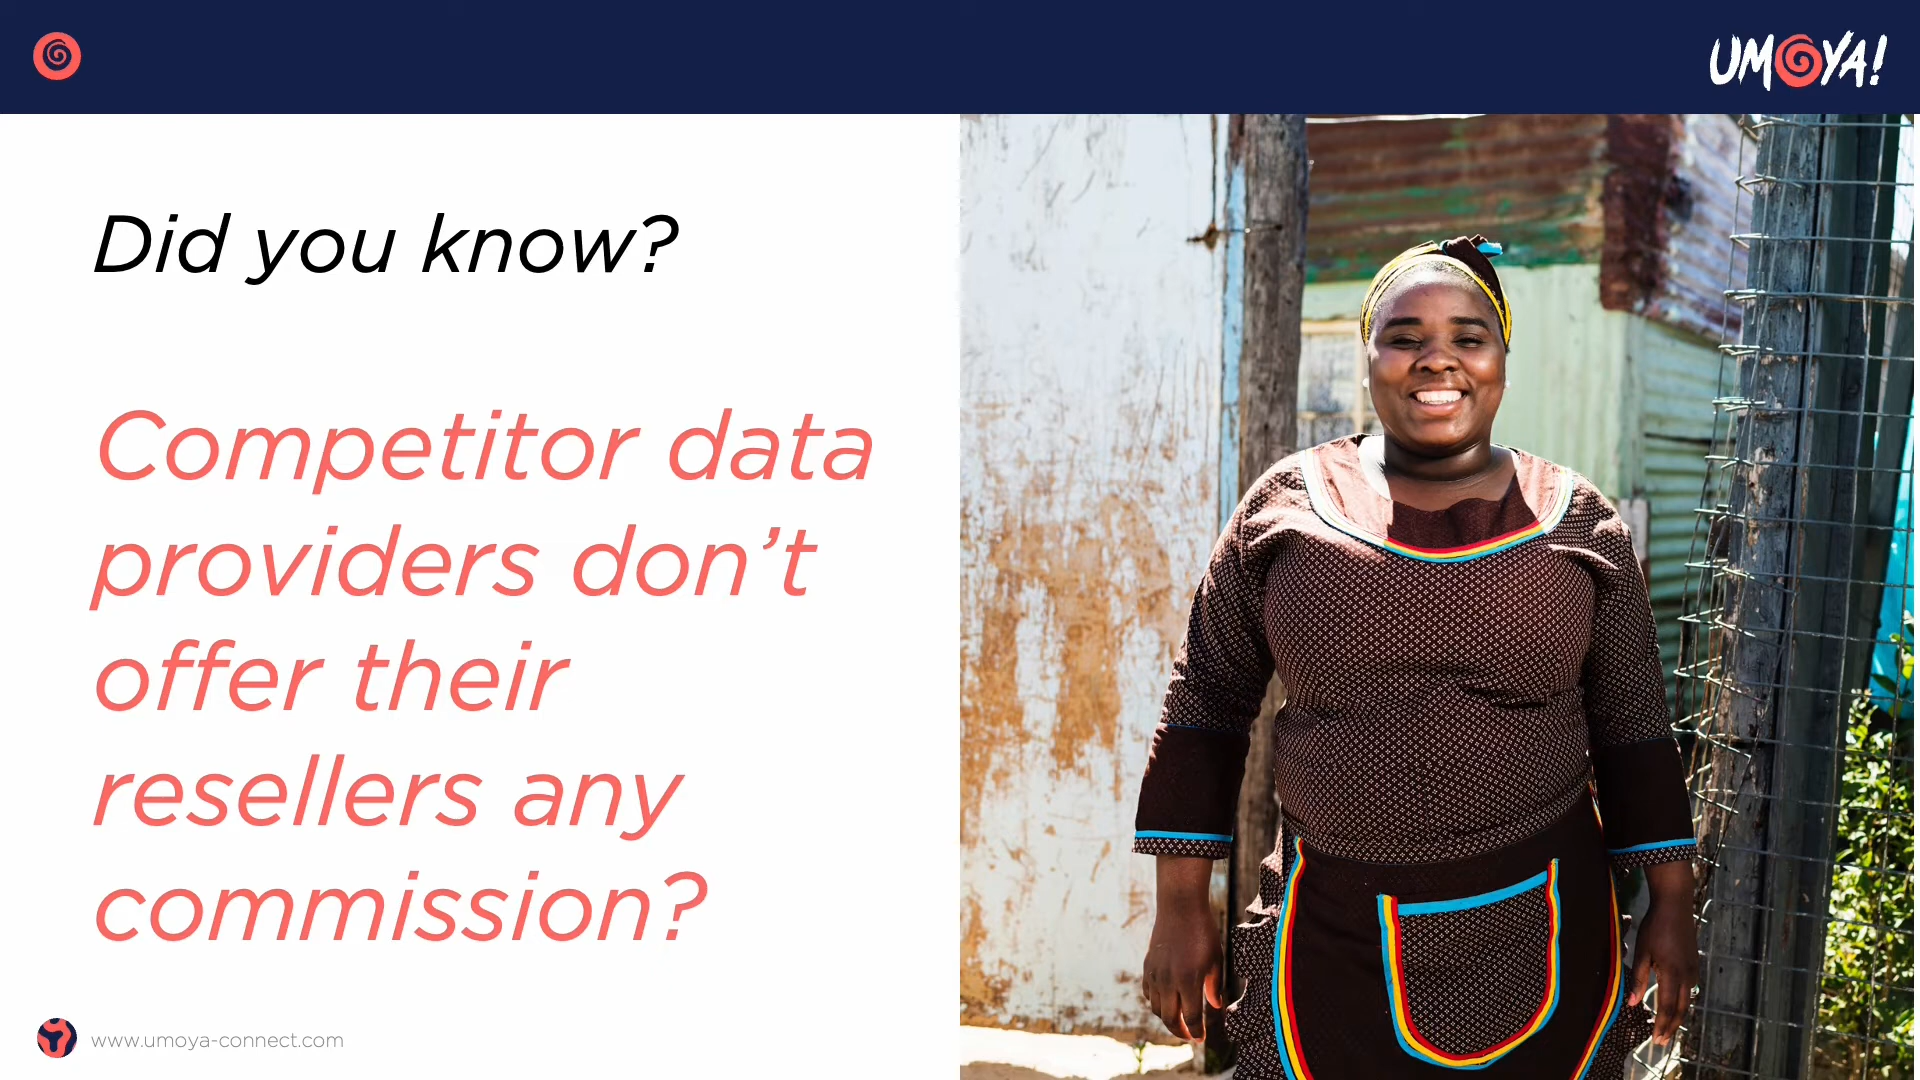 UMOYA!
Did you know?
Competitor data
providers don’t
offer their
resellers any
commission?
www.umoya-connect.com